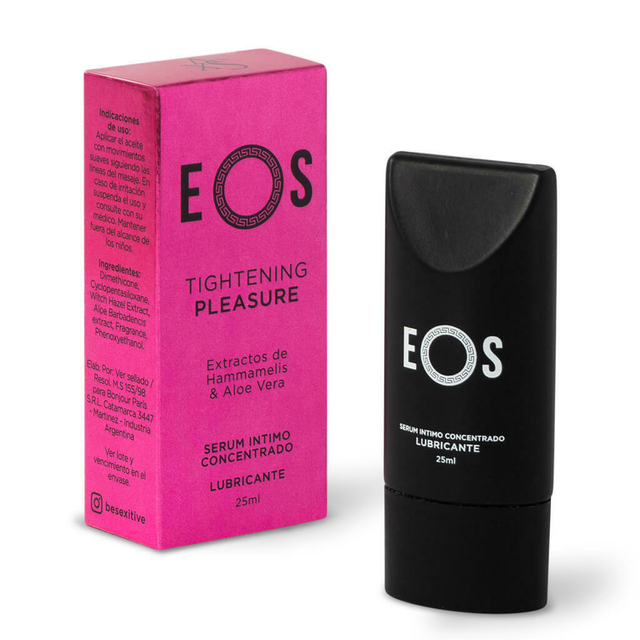 Indicaciones
de uso:
Aplicar el aceite
con movimientos
suaves siguiendo las
líneas del masaje. En
caso de irritación
suspenda el uso y
consulte con su
médico. Mantener
fuera del alcance de
los niños.
Ingredientes:
Dimethicone,
Cyclopentasiloxane,
Witch Hazel Extract,
Aloe Barbadencis
extract, Fragrance,
Phenoxyethanol.
Elab. Por: Ver sellado /
Resol. M.S 155/98
para Bonjour París
S.R.L. Catamarca 3447
- Martinez - Industria
Argentina
Ver lote y
vencimiento en el
envase.
besexitive
EOS
TIGHTENING
PLEASURE
Extractos de
Hammamelis
& Aloe Vera
SERUM INTIMO
CONCENTRADO
LUBRICANTE
25ml
EOS
SERUM INTIMO CONCENTRADO
LUBRICANTE
25ml